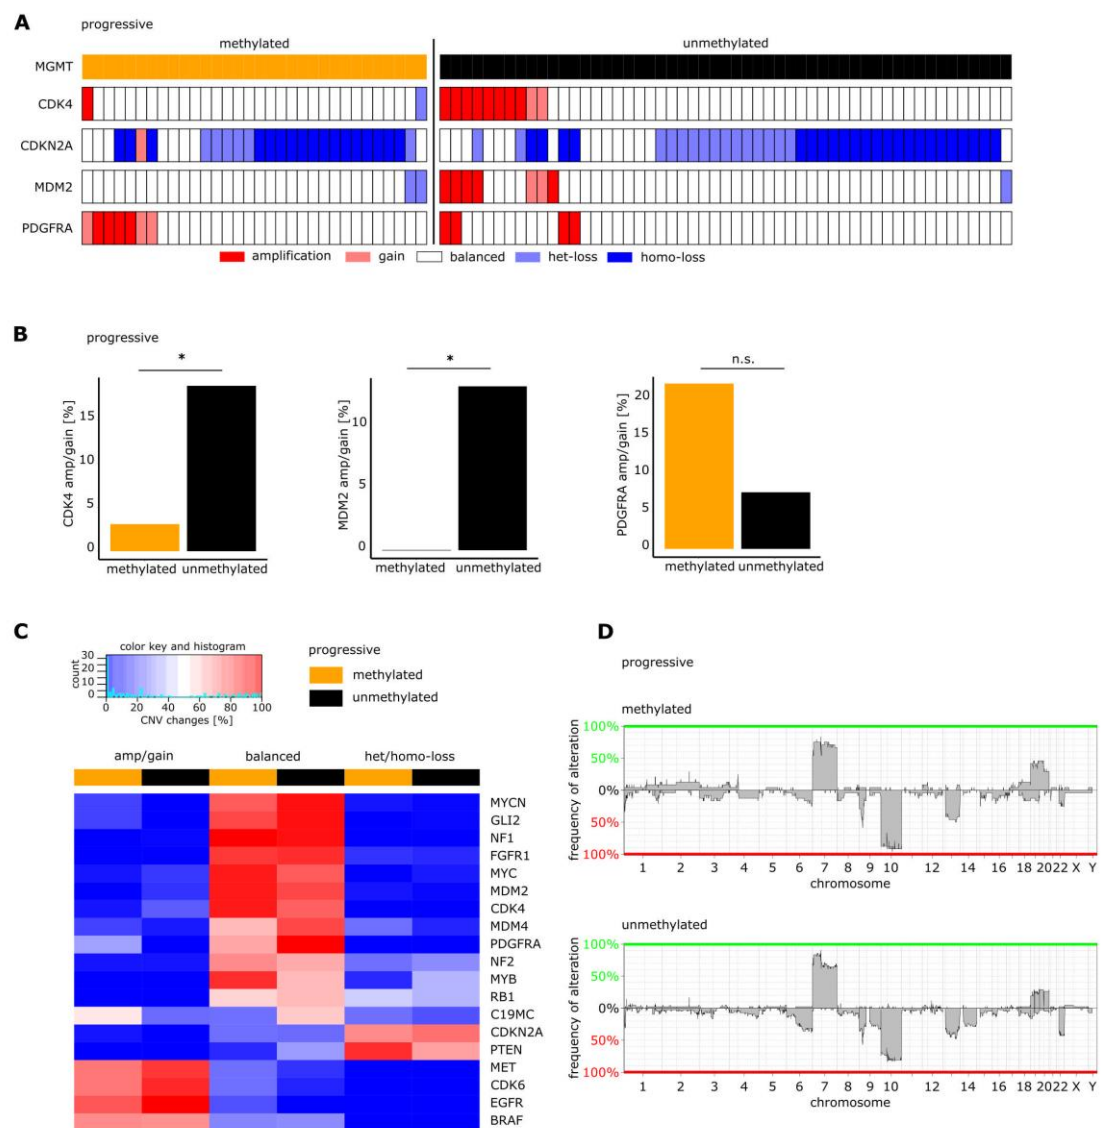 A
progressive
methylated
unmethylated
MGMT
CDK4
CDKN2A
MDM2
PDGFRA
amplification gain balanced het-loss homo-loss
B
progressive
*
CDK4 amp/gain [%]
15
10
5
0
methylated unmethylated
*
MDM2 amp/gain [%]
10
5
0
methylated unmethylated
n.s.
PDGFRA amp/gain [%]
20
15
10
5
0
methylated unmethylated
C
color key and histogram
count
30
20
10
0
0 20 40 60 80 100
CNV changes [%]
progressive
methylated
unmethylated
amp/gain balanced het/homo-loss
MYCN
GLI2
NF1
FGFR1
MYC
MDM2
CDK4
MDM4
PDGFRA
NF2
MYB
RB1
C19MC
CDKN2A
PTEN
MET
CDK6
EGFR
BRAF
D
progressive
methylated
frequency of alteration
100%
50%
0%
50%
100%
1 2 3 4 5 6 7 8 9 10 12 14 16 18 20 22 X Y
chromosome
unmethylated
frequency of alteration
100%
50%
0%
50%
100%
1 2 3 4 5 6 7 8 9 10 12 14 16 18 20 22 X Y
chromosome